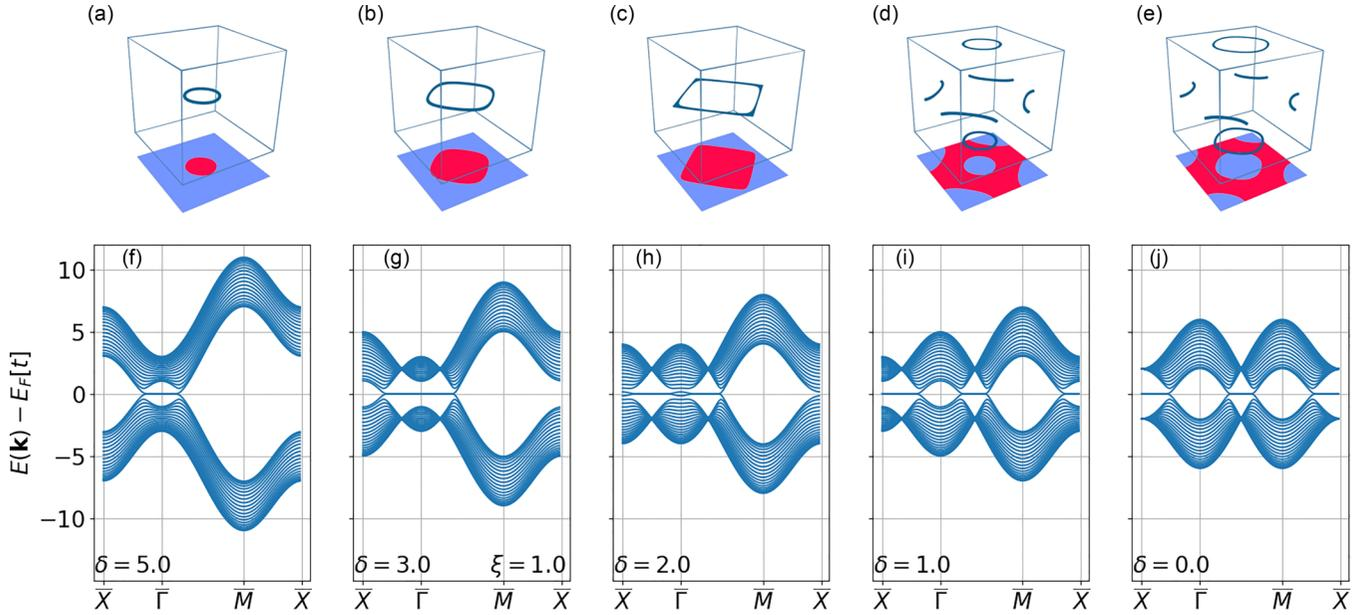 (a) (b) (c) (d) (e)
(f) (g) (h) (i) (j)
10
5
0
−5
−10
E(k) − E_F[t]
δ = 5.0 δ = 3.0 ξ = 1.0 δ = 2.0 δ = 1.0 δ = 0.0
X̅ Γ̅ M̅ X̅ X̅ Γ̅ M̅ X̅ X̅ Γ̅ M̅ X̅ X̅ Γ̅ M̅ X̅ X̅ Γ̅ M̅ X̅